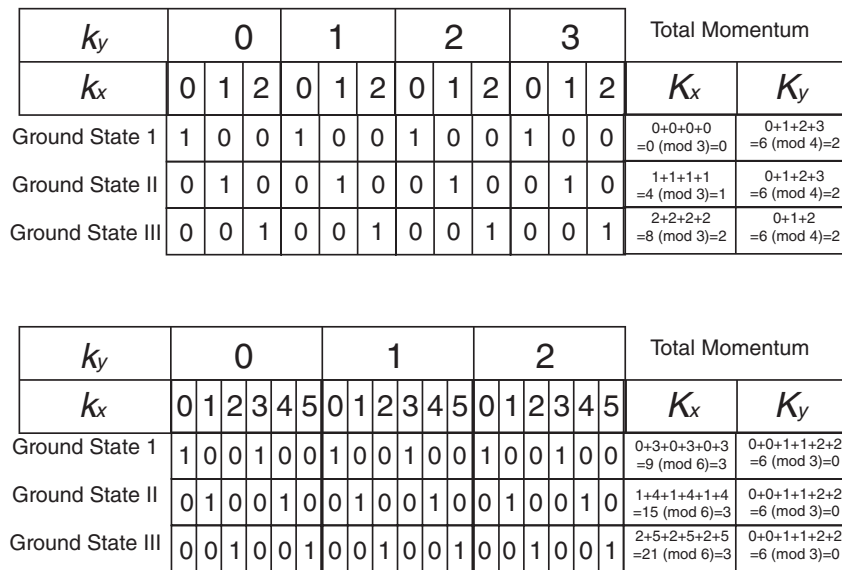 ky 0 1 2 3 Total Momentum
kx 0 1 2 0 1 2 0 1 2 0 1 2 Kx Ky
Ground State 1 1 0 0 1 0 0 1 0 0 1 0 0 0+0+0+0 =0 (mod 3)=0 0+1+2+3 =6 (mod 4)=2
Ground State II 0 1 0 0 1 0 0 1 0 0 1 0 1+1+1+1 =4 (mod 3)=1 0+1+2+3 =6 (mod 4)=2
Ground State III 0 0 1 0 0 1 0 0 1 0 0 1 2+2+2+2 =8 (mod 3)=2 0+1+2 =6 (mod 4)=2
ky 0 1 2 Total Momentum
kx 0 1 2 3 4 5 0 1 2 3 4 5 0 1 2 3 4 5 Kx Ky
Ground State 1 1 0 0 1 0 0 1 0 0 1 0 0 1 0 0 1 0 0 0+3+0+3+0+3 =9 (mod 6)=3 0+0+1+1+2+2 =6 (mod 3)=0
Ground State II 0 1 0 0 1 0 0 1 0 0 1 0 0 1 0 0 1 0 1+4+1+4+1+4 =15 (mod 6)=3 0+0+1+1+2+2 =6 (mod 3)=0
Ground State III 0 0 1 0 0 1 0 0 1 0 0 1 0 0 1 0 0 1 2+5+2+5+2+5 =21 (mod 6)=3 0+0+1+1+2+2 =6 (mod 3)=0